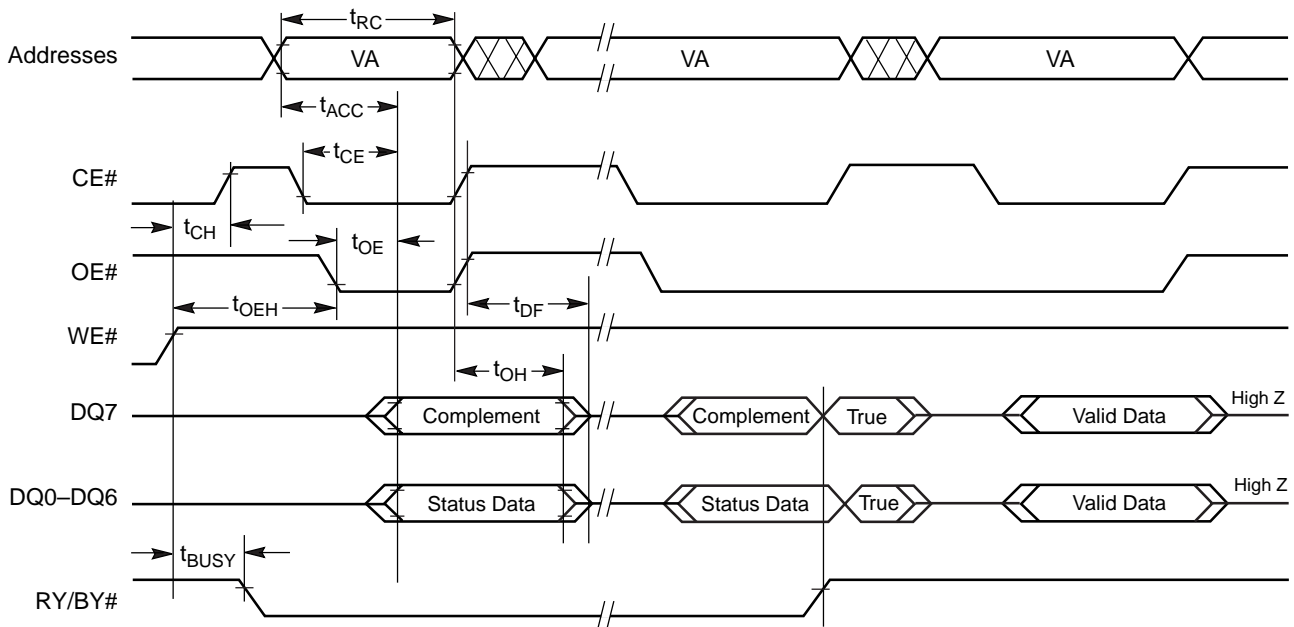 tRC
Addresses VA VA VA
tACC
tCE
CE#
tCH tOE
OE#
tOEH tDF
WE#
tOH
DQ7 Complement Complement True Valid Data High Z
DQ0–DQ6 Status Data Status Data True Valid Data High Z
tBUSY
RY/BY#